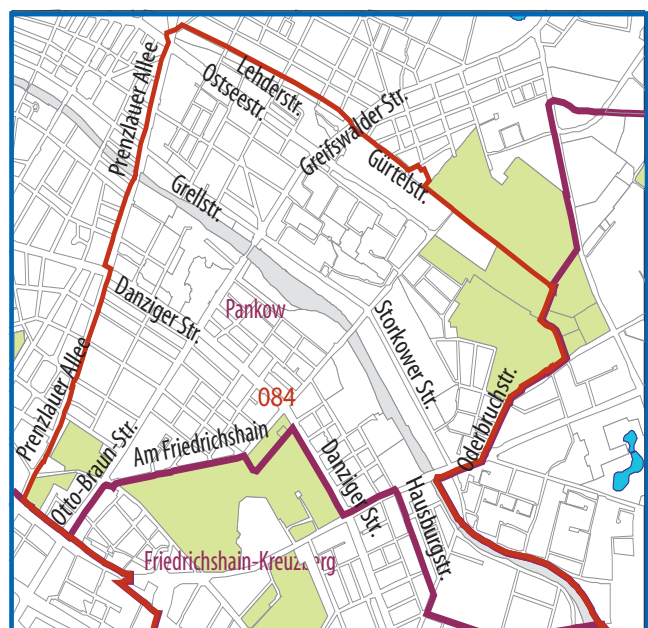 Prenzlauer Allee
Lehderstr.
Ostseestr.
Greifswalder Str.
Gürtelstr.
Grellstr.
Danziger Str.
Pankow
Storkower Str.
Prenzlauer Allee
084
Oderbruchstr.
Otto-Braun-Str.
Am Friedrichshain
Danziger Str.
Hausburgstr.
Friedrichshain-Kreuzberg